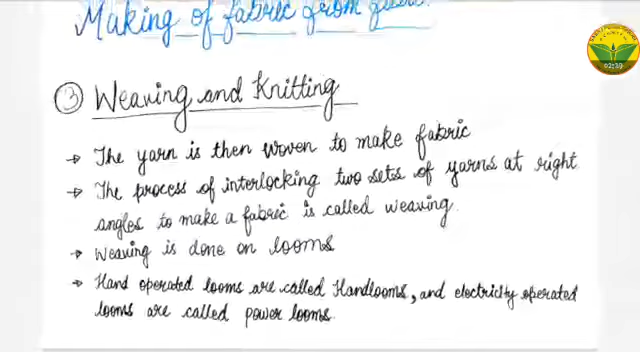 Making of fabric from
③ Weaving and Knitting
→ The yarn is then woven to make fabric
→ The process of interlocking two sets of yarns at right
angles to make a fabric is called weaving.
→ Weaving is done on looms
→ Hand operated looms are called Handlooms, and electricity operated
looms are called power looms
02:39